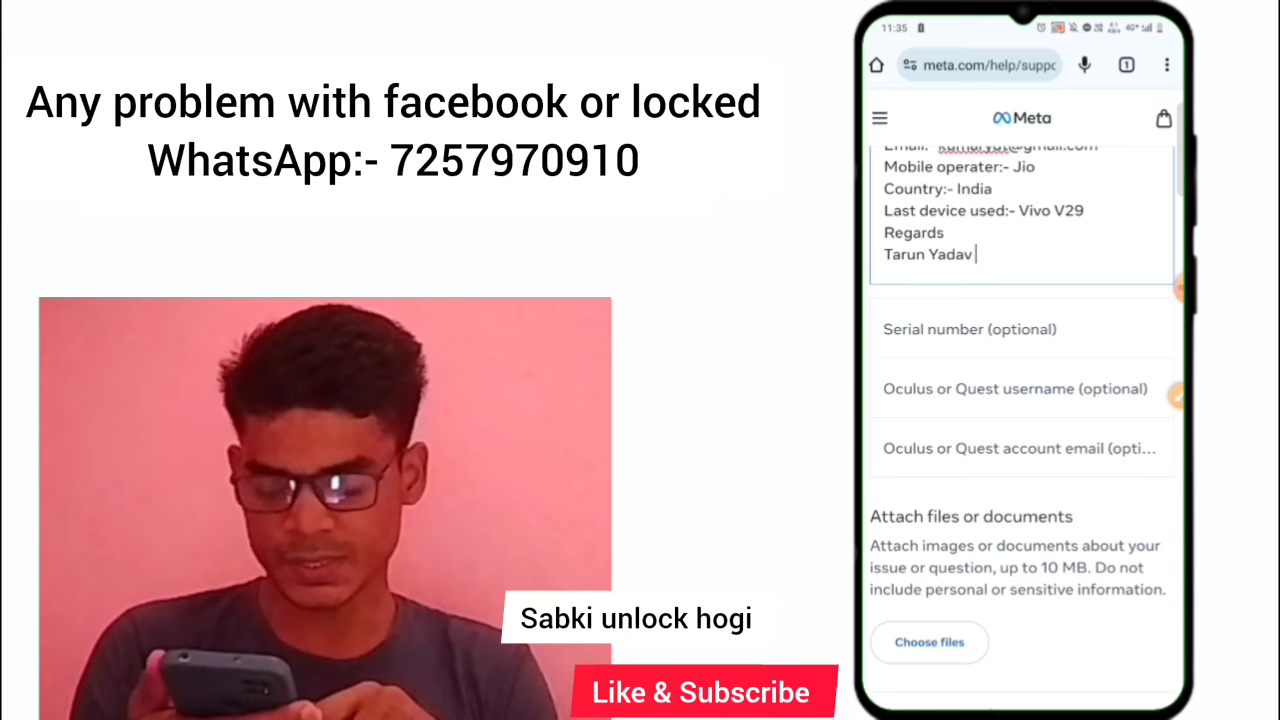 Any problem with facebook or locked
WhatsApp:- 7257970910
Sabki unlock hogi
Like & Subscribe
11:35
4G+
meta.com/help/suppo
1
Meta
Mobile operater:- Jio
Country:- India
Last device used:- Vivo V29
Regards
Tarun Yadav
Serial number (optional)
Oculus or Quest username (optional)
Oculus or Quest account email (opti...
Attach files or documents
Attach images or documents about your
issue or question, up to 10 MB. Do not
include personal or sensitive information.
Choose files